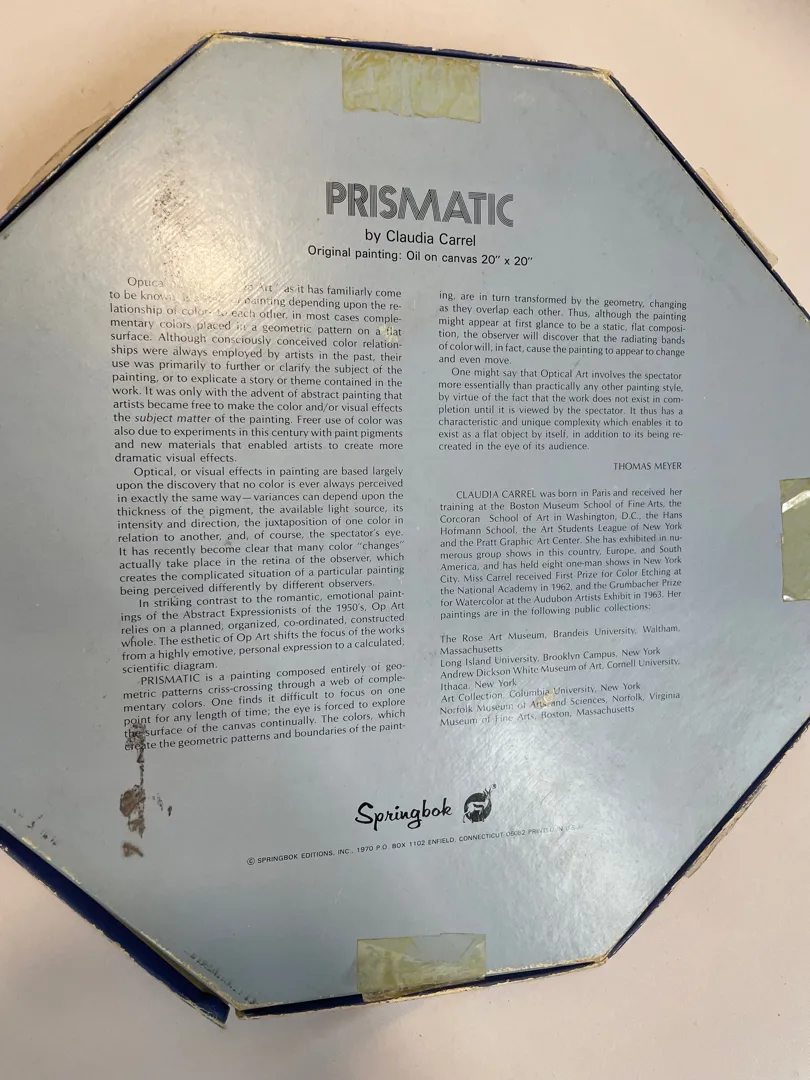 PRISMATIC
by Claudia Carrel
Original painting: Oil on canvas 20" x 20"
Optical Art as it has familiarly come
to be known, is painting depending upon the re-
lationship of colors to each other, in most cases comple-
mentary colors placed in a geometric pattern on a flat
surface. Although consciously conceived color relation-
ships were always employed by artists in the past, their
use was primarily to further or clarify the subject of the
painting, or to explicate a story or theme contained in the
work. It was only with the advent of abstract painting that
artists became free to make the color and/or visual effects
the subject matter of the painting. Freer use of color was
also due to experiments in this century with paint pigments
and new materials that enabled artists to create more
dramatic visual effects.
Optical, or visual effects in painting are based largely
upon the discovery that no color is ever always perceived
in exactly the same way—variances can depend upon the
thickness of the pigment, the available light source, its
intensity and direction, the juxtaposition of one color in
relation to another, and, of course, the spectator's eye.
It has recently become clear that many color "changes"
actually take place in the retina of the observer, which
creates the complicated situation of a particular painting
being perceived differently by different observers.
In striking contrast to the romantic, emotional paint-
ings of the Abstract Expressionists of the 1950's, Op Art
relies on a planned, organized, co-ordinated, constructed
whole. The esthetic of Op Art shifts the focus of the works
from a highly emotive, personal expression to a calculated,
scientific diagram.
PRISMATIC is a painting composed entirely of geo-
metric patterns criss-crossing through a web of comple-
mentary colors. One finds it difficult to focus on one
point for any length of time; the eye is forced to explore
the surface of the canvas continually. The colors, which
create the geometric patterns and boundaries of the paint-
ing, are in turn transformed by the geometry, changing
as they overlap each other. Thus, although the painting
might appear at first glance to be a static, flat composi-
tion, the observer will discover that the radiating bands
of color will, in fact, cause the painting to appear to change
and even move.
One might say that Optical Art involves the spectator
more essentially than practically any other painting style,
by virtue of the fact that the work does not exist in com-
pletion until it is viewed by the spectator. It thus has a
characteristic and unique complexity which enables it to
exist as a flat object by itself, in addition to its being re-
created in the eye of its audience.
THOMAS MEYER
CLAUDIA CARREL was born in Paris and received her
training at the Boston Museum School of Fine Arts, the
Corcoran School of Art in Washington, D.C., the Hans
Hofmann School, the Art Students League of New York
and the Pratt Graphic Art Center. She has exhibited in nu-
merous group shows in this country, Europe, and South
America, and has held eight one-man shows in New York
City. Miss Carrel received First Prize for Color Etching at
the National Academy in 1962, and the Grumbacher Prize
for Watercolor at the Audubon Artists Exhibit in 1963. Her
paintings are in the following public collections:
The Rose Art Museum, Brandeis University, Waltham,
Massachusetts
Long Island University, Brooklyn Campus, New York
Andrew Dickson White Museum of Art, Cornell University,
Ithaca, New York
Art Collection, Columbia University, New York
Norfolk Museum of Arts and Sciences, Norfolk, Virginia
Museum of Fine Arts, Boston, Massachusetts
Springbok
© SPRINGBOK EDITIONS, INC., 1970 P.O. BOX 1102 ENFIELD, CONNECTICUT 06082 PRINTED IN